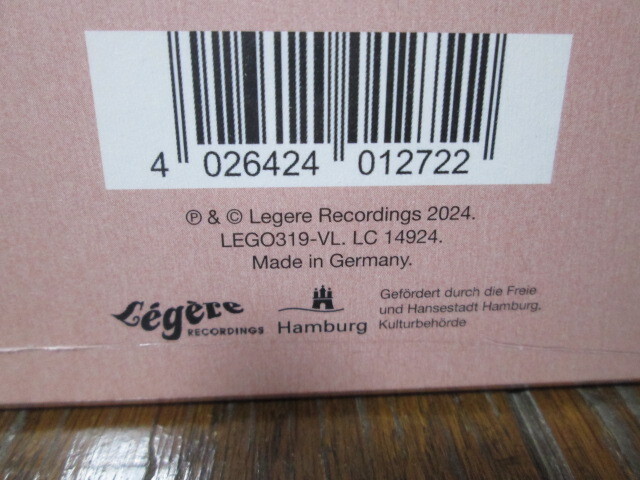 4 026424 012722
℗ & © Legere Recordings 2024.
LEGO319-VL. LC 14924.
Made in Germany.
Légère
RECORDINGS
Hamburg
Gefördert durch die Freie
und Hansestadt Hamburg,
Kulturbehörde